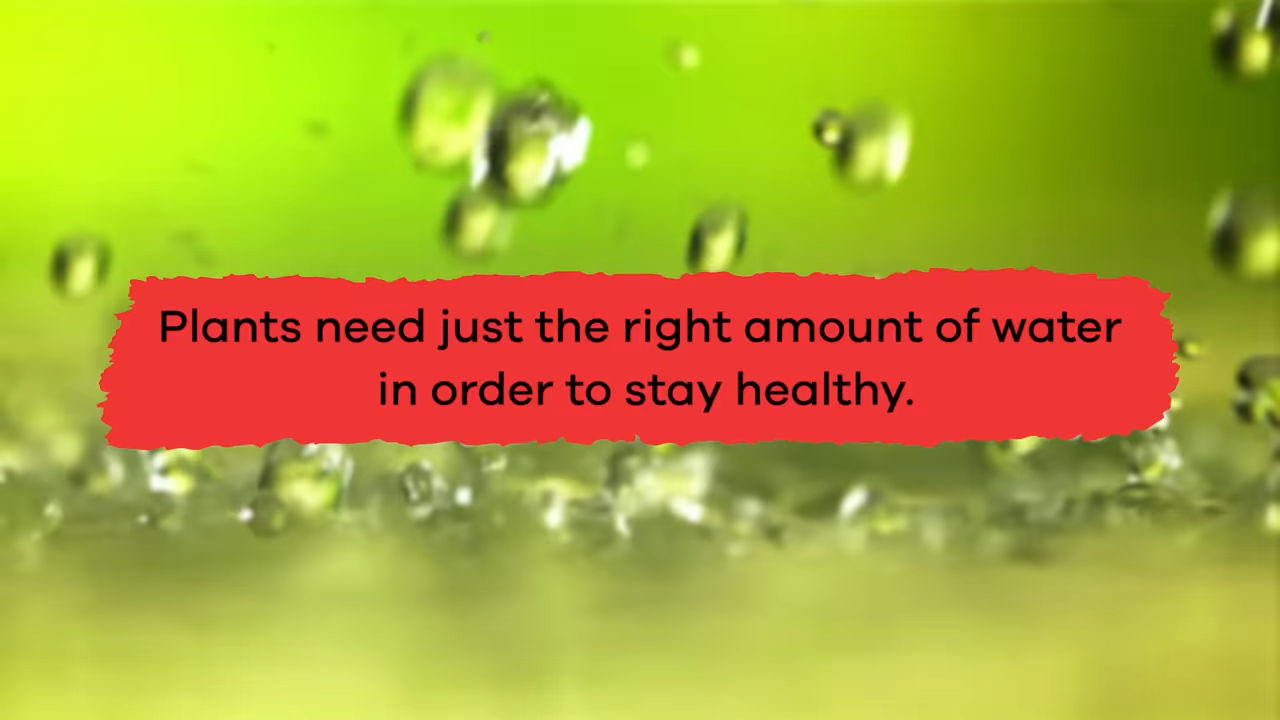 Plants need just the right amount of water
in order to stay healthy.